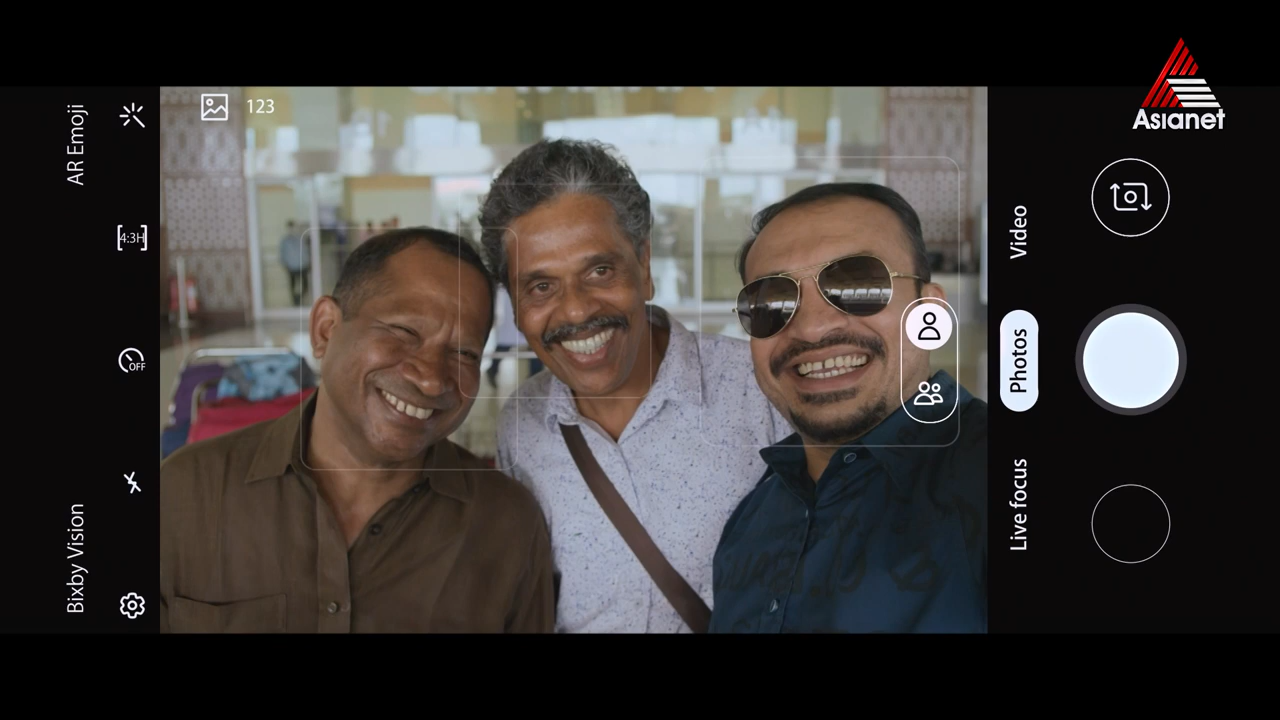 AR Emoji
4:3H
OFF
Bixby Vision
123
Asianet
Video
Photos
Live focus